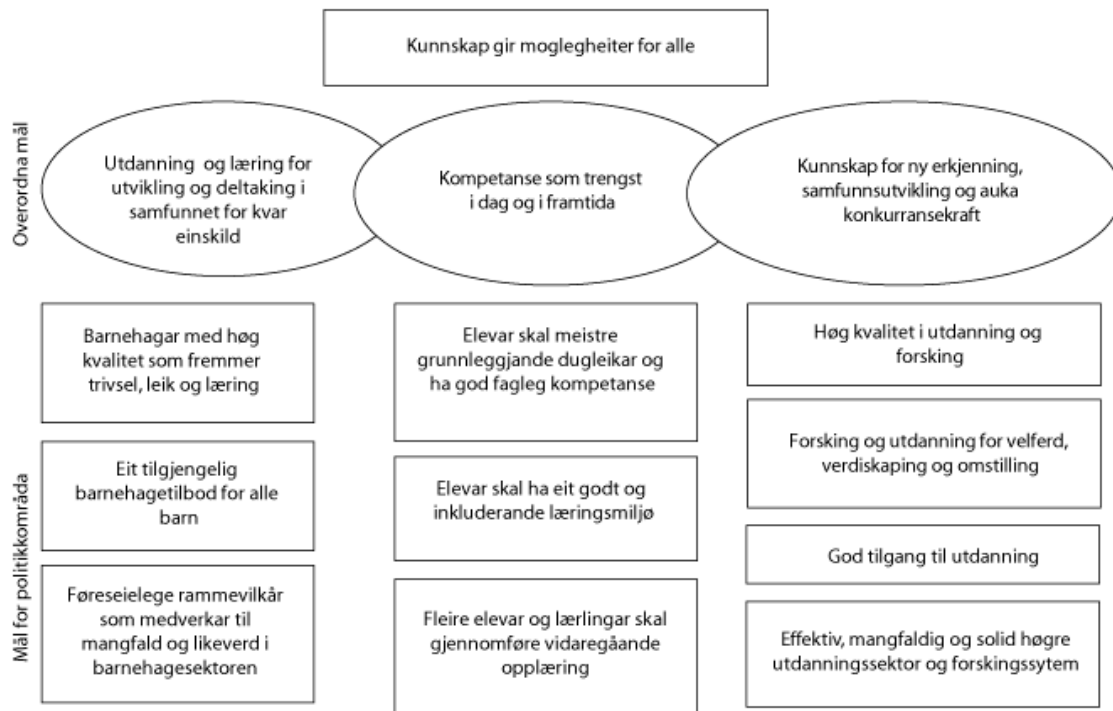 Kunnskap gir moglegheiter for alle
Overordna mål
Utdanning og læring for
utvikling og deltaking i
samfunnet for kvar
einskild
Kompetanse som trengst
i dag og i framtida
Kunnskap for ny erkjenning,
samfunnsutvikling og auka
konkurransekraft
Mål for politikkområda
Barnehagar med høg
kvalitet som fremmer
trivsel, leik og læring
Eit tilgjengelig
barnehagetilbod for alle
barn
Føreseielege rammevilkår
som medverkar til
mangfald og likeverd i
barnehagesektoren
Elevar skal meistre
grunnleggjande dugleikar og
ha god fagleg kompetanse
Elevar skal ha eit godt og
inkluderande læringsmiljø
Fleire elevar og lærlingar skal
gjennomføre vidaregåande
opplæring
Høg kvalitet i utdanning og
forsking
Forsking og utdanning for velferd,
verdiskaping og omstilling
God tilgang til utdanning
Effektiv, mangfaldig og solid høgre
utdanningssektor og forskingssytem